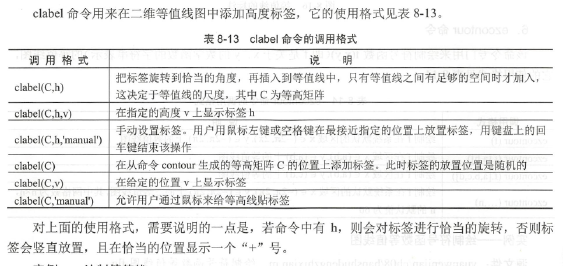 clabel 命令用来在二维等值线图中添加高度标签，它的使用格式见表 8-13。
表 8-13 clabel 命令的调用格式
调 用 格 式 说 明
clabel(C,h) 把标签旋转到恰当的角度，再插入到等值线中，只有等值线之间有足够的空间时才加入，
这决定于等值线的尺度，其中 C 为等高矩阵
clabel(C,h,v) 在指定的高度 v 上显示标签 h
clabel(C,h,'manual') 手动设置标签。用户用鼠标左键或空格键在最接近指定的位置上放置标签，用键盘上的回
车键结束该操作
clabel(C) 在从命令 contour 生成的等高矩阵 C 的位置上添加标签。此时标签的放置位置是随机的
clabel(C,v) 在给定的位置 v 上显示标签
clabel(C,'manual') 允许用户通过鼠标来给等高线贴标签
对上面的使用格式，需要说明的一点是，若命令中有 h，则会对标签进行恰当的旋转，否则标
签会竖直放置，且在恰当的位置显示一个“+”号。